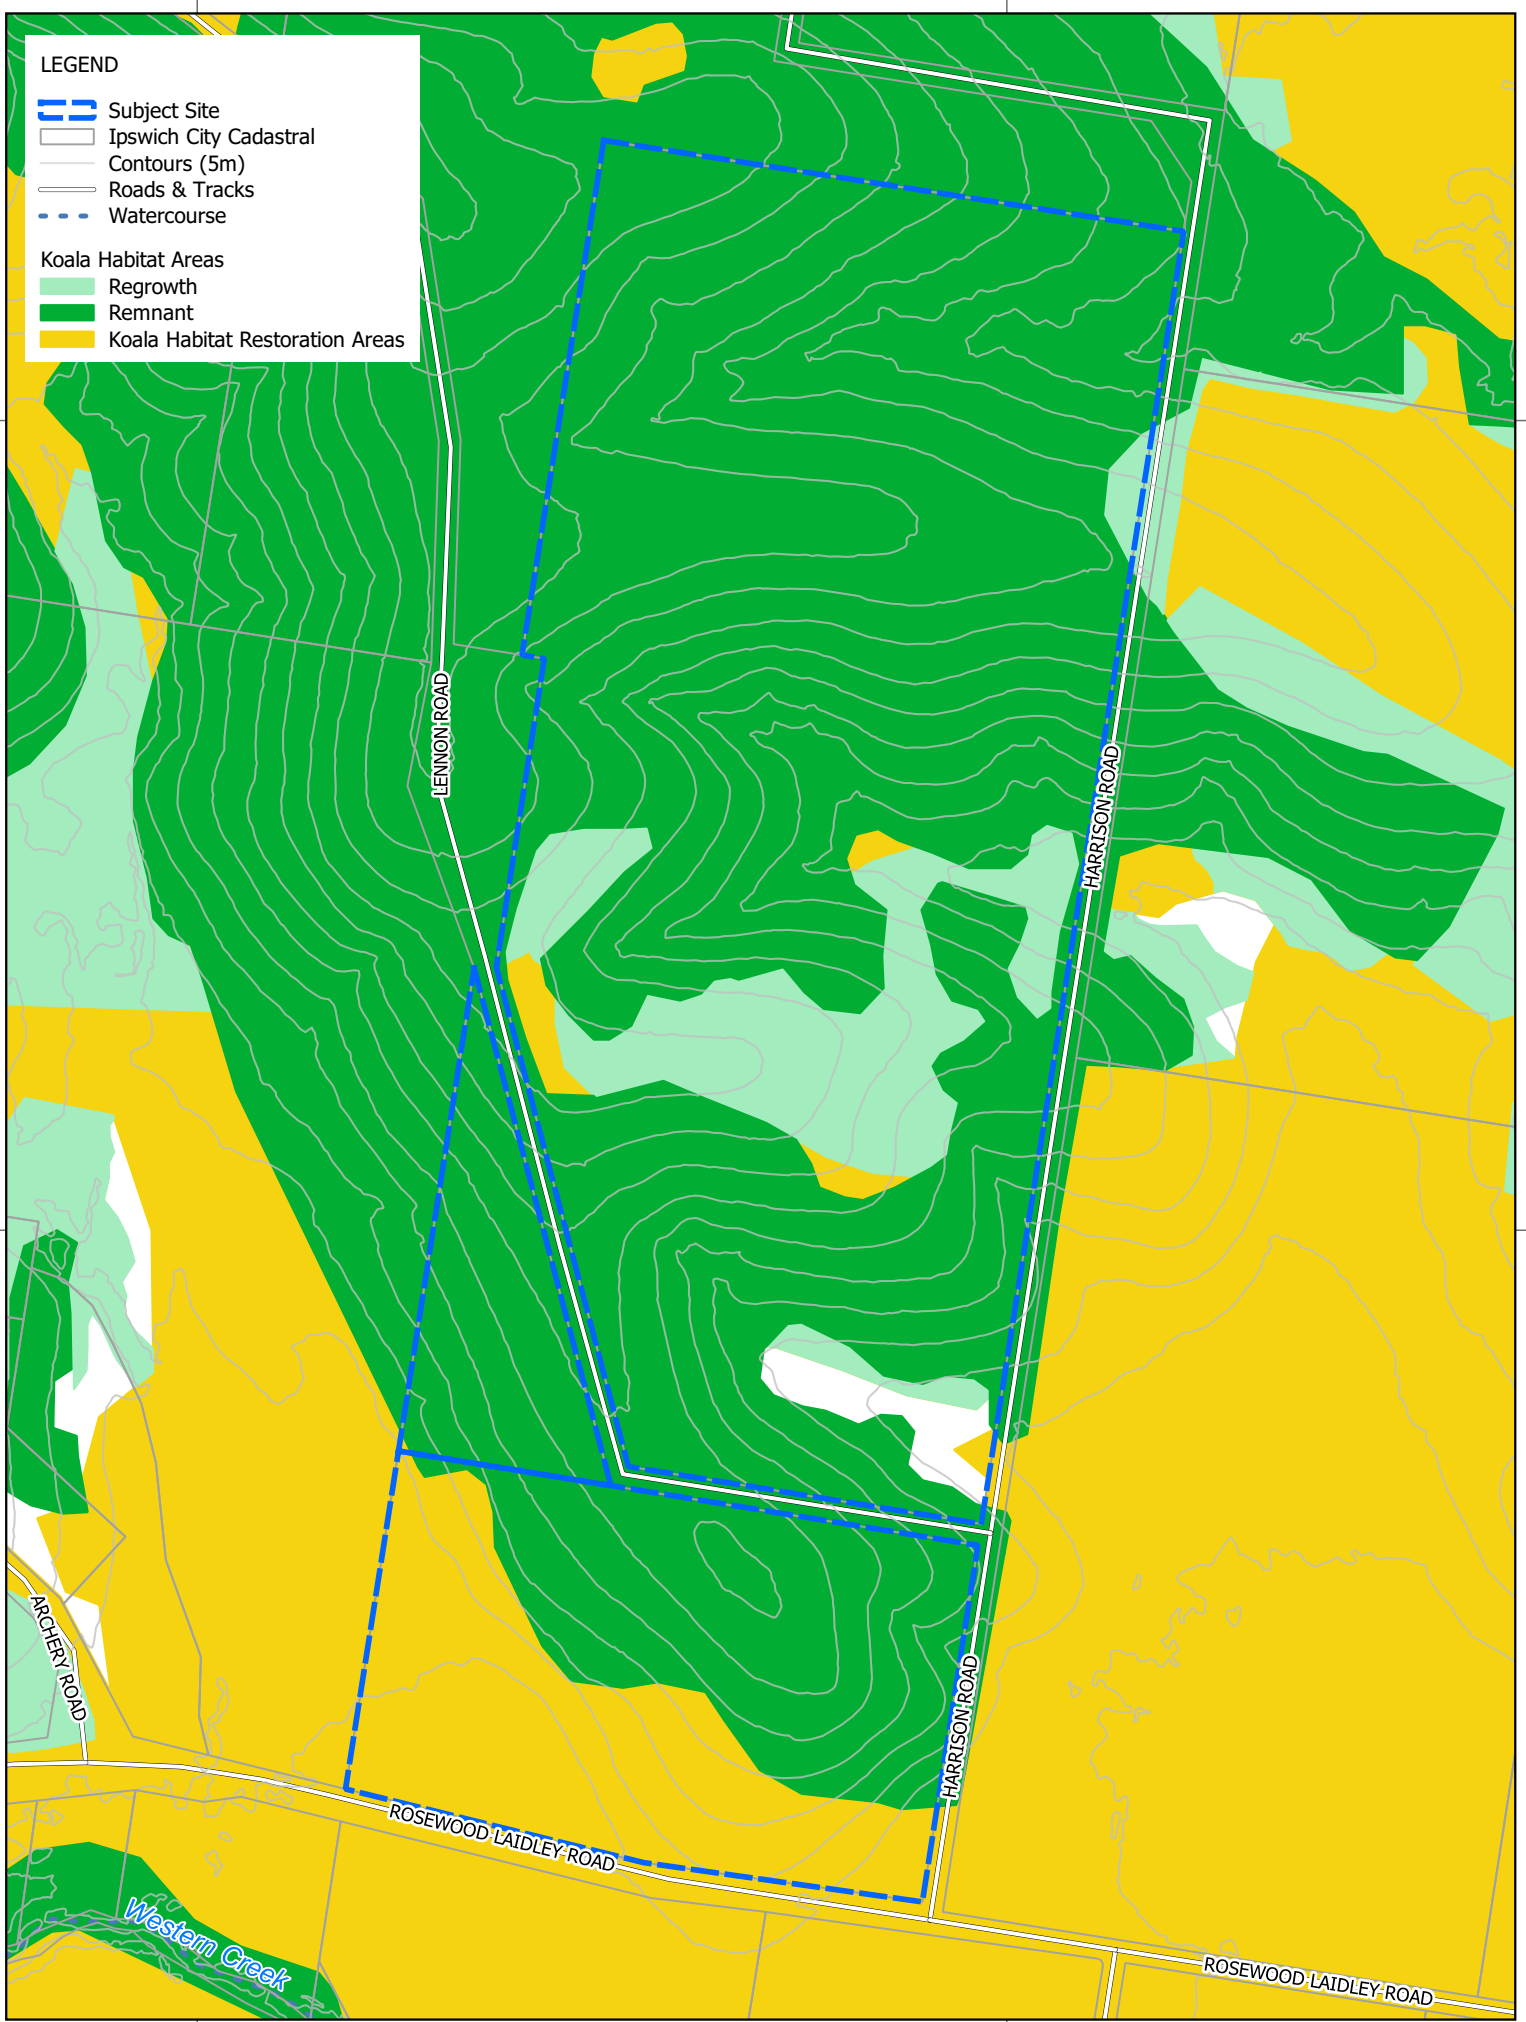 LEGEND
Subject Site
Ipswich City Cadastral
Contours (5m)
Roads & Tracks
Watercourse
Koala Habitat Areas
Regrowth
Remnant
Koala Habitat Restoration Areas
LENNON ROAD
HARRISON ROAD
ARCHERY ROAD
HARRISON ROAD
ROSEWOOD LAIDLEY ROAD
Western Creek
ROSEWOOD LAIDLEY ROAD